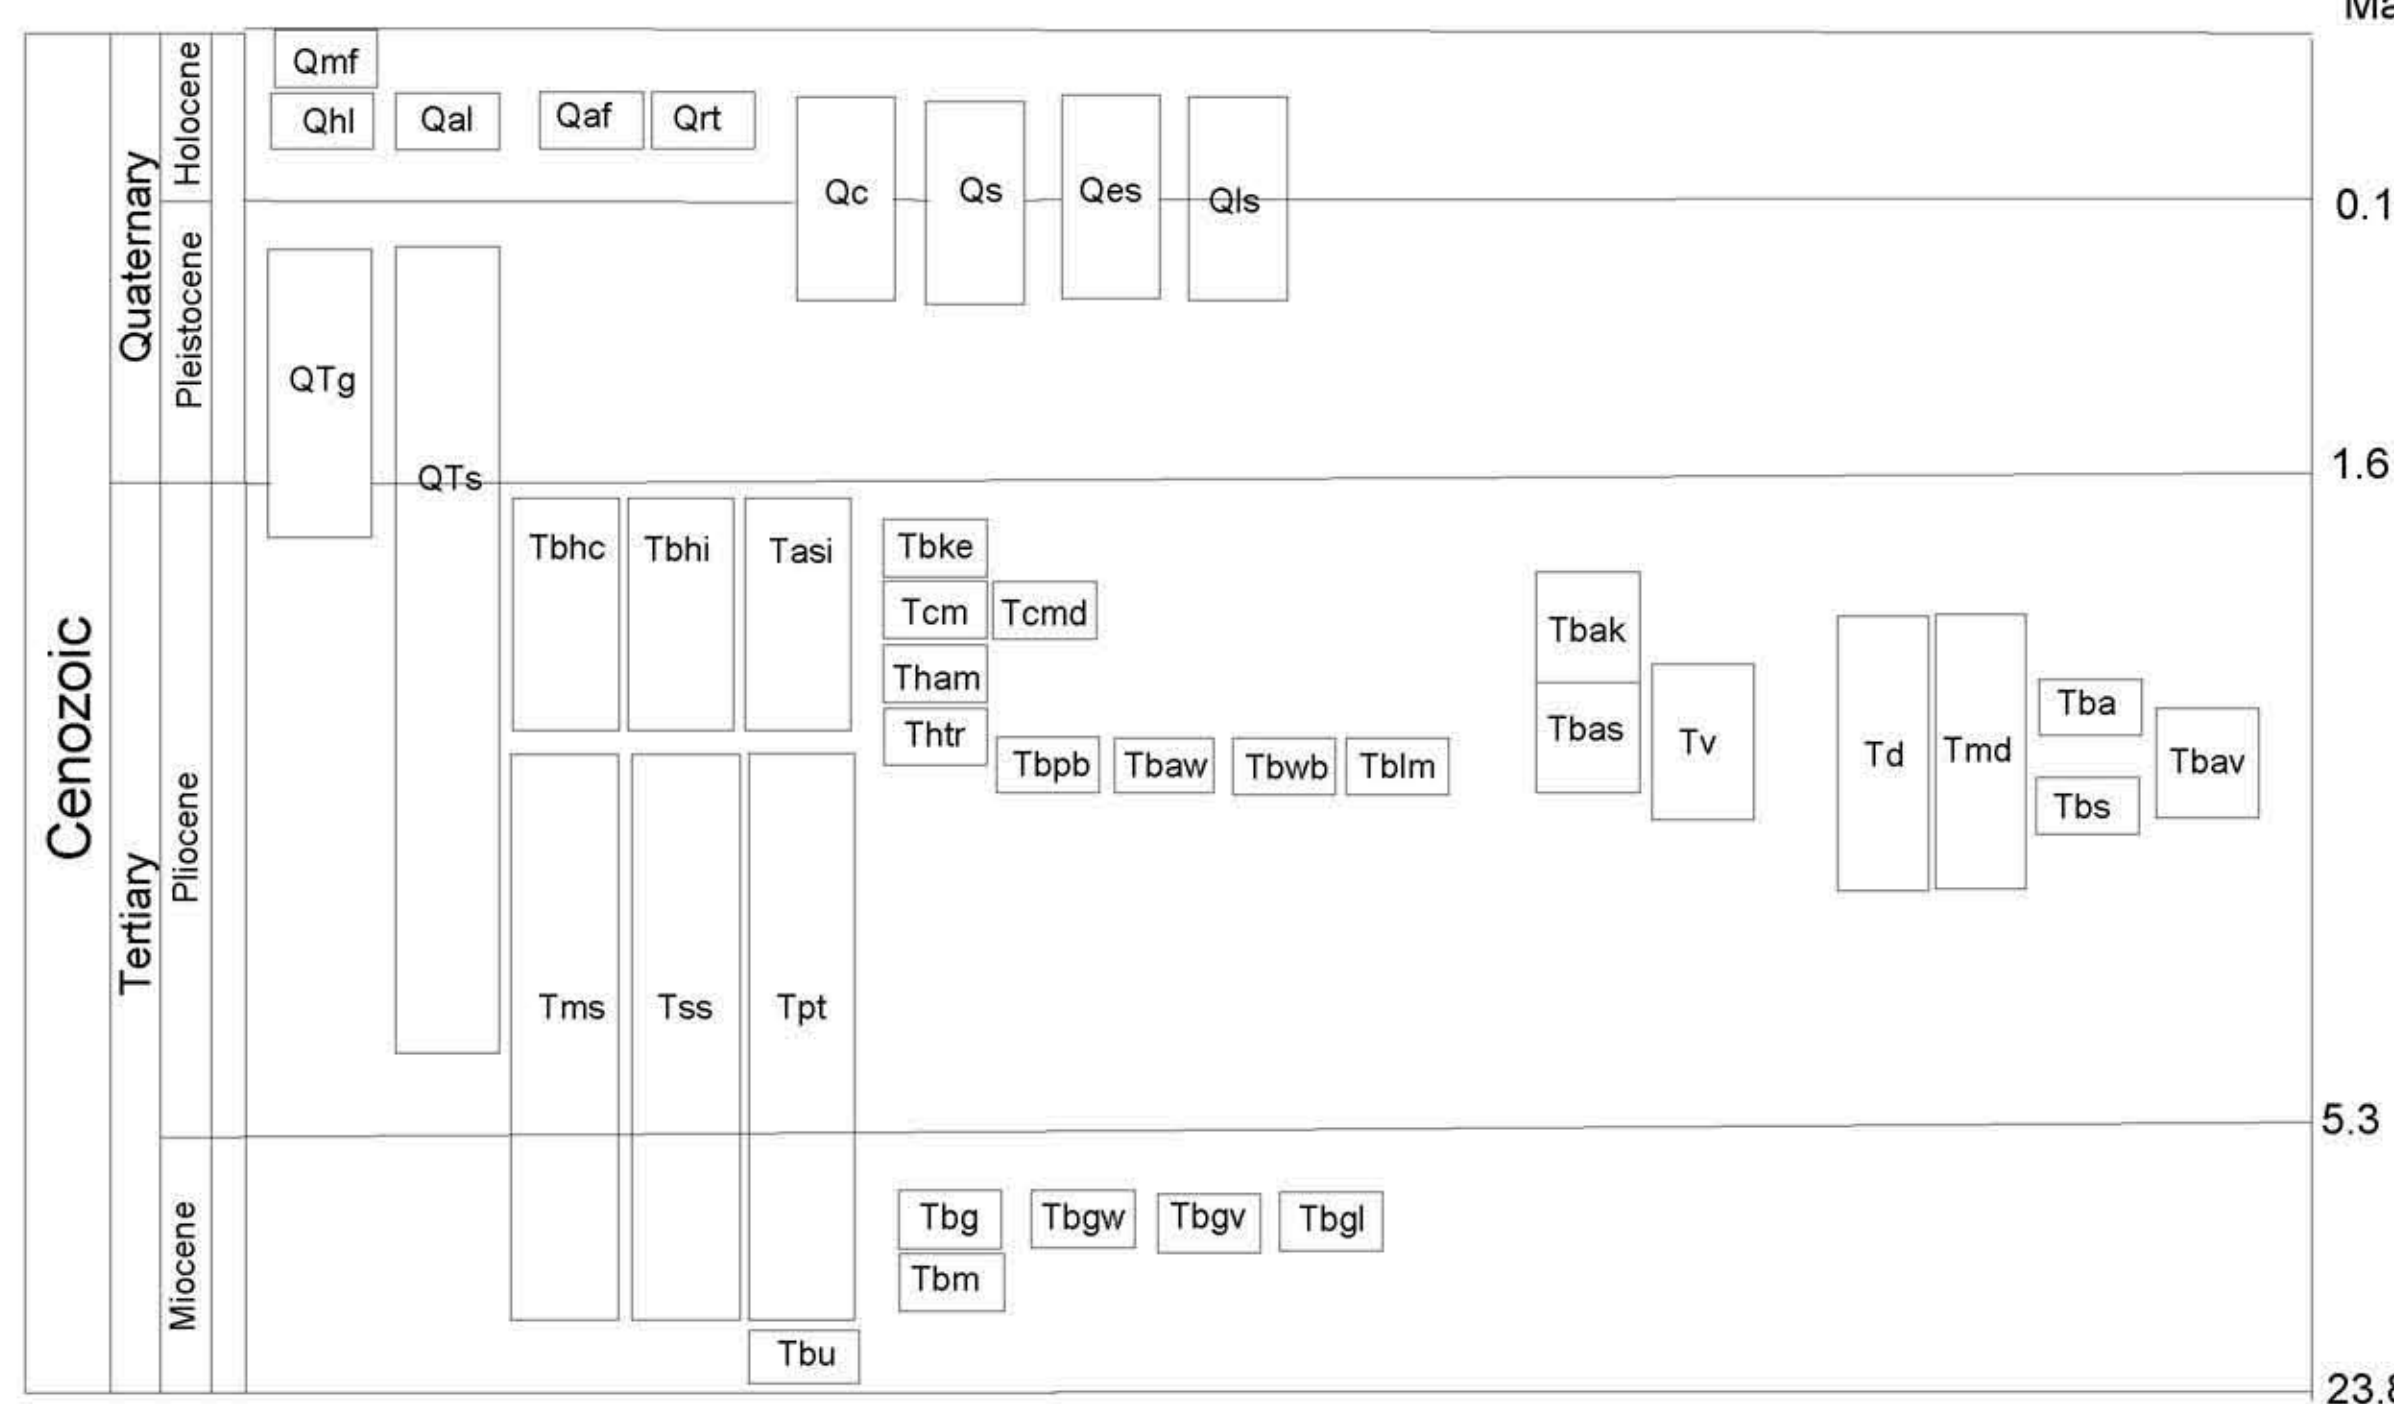 Ma
Cenozoic
Quaternary
Tertiary
Holocene
Pleistocene
Pliocene
Miocene
Qmf
Qhl Qal Qaf Qrt
Qc Qs Qes Qls
0.1
QTg
QTs
1.6
Tbhc Tbhi Tasi Tbke
Tcm Tcmd
Tbak
Tham
Tba
Thtr Tbas Tv Td Tmd
Tbpb Tbaw Tbwb Tblm Tbav
Tbs
Tms Tss Tpt
5.3
Tbg Tbgw Tbgv Tbgl
Tbm
Tbu
23.8